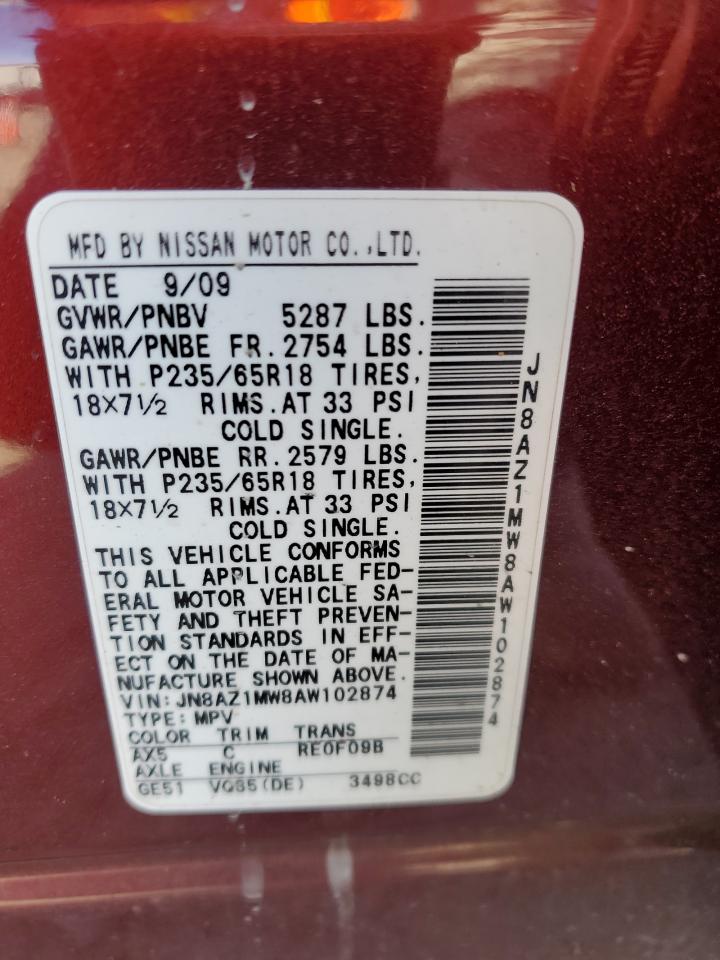 MFD BY NISSAN MOTOR CO.,LTD.
DATE 9/09
GVWR/PNBV 5287 LBS.
GAWR/PNBE FR. 2754 LBS.
WITH P235/65R18 TIRES,
18X7½ RIMS. AT 33 PSI
COLD SINGLE.
GAWR/PNBE RR. 2579 LBS.
WITH P235/65R18 TIRES,
18X7½ RIMS. AT 33 PSI
COLD SINGLE.
THIS VEHICLE CONFORMS
TO ALL APPLICABLE FED-
ERAL MOTOR VEHICLE SA-
FETY AND THEFT PREVEN-
TION STANDARDS IN EFF-
ECT ON THE DATE OF MA-
NUFACTURE SHOWN ABOVE.
VIN: JN8AZ1MW8AW102874
TYPE: MPV
COLOR TRIM TRANS
AX5 C RE0F09B
AXLE ENGINE
GE51 VQ35(DE) 3498CC
JN8AZ1MW8AW102874